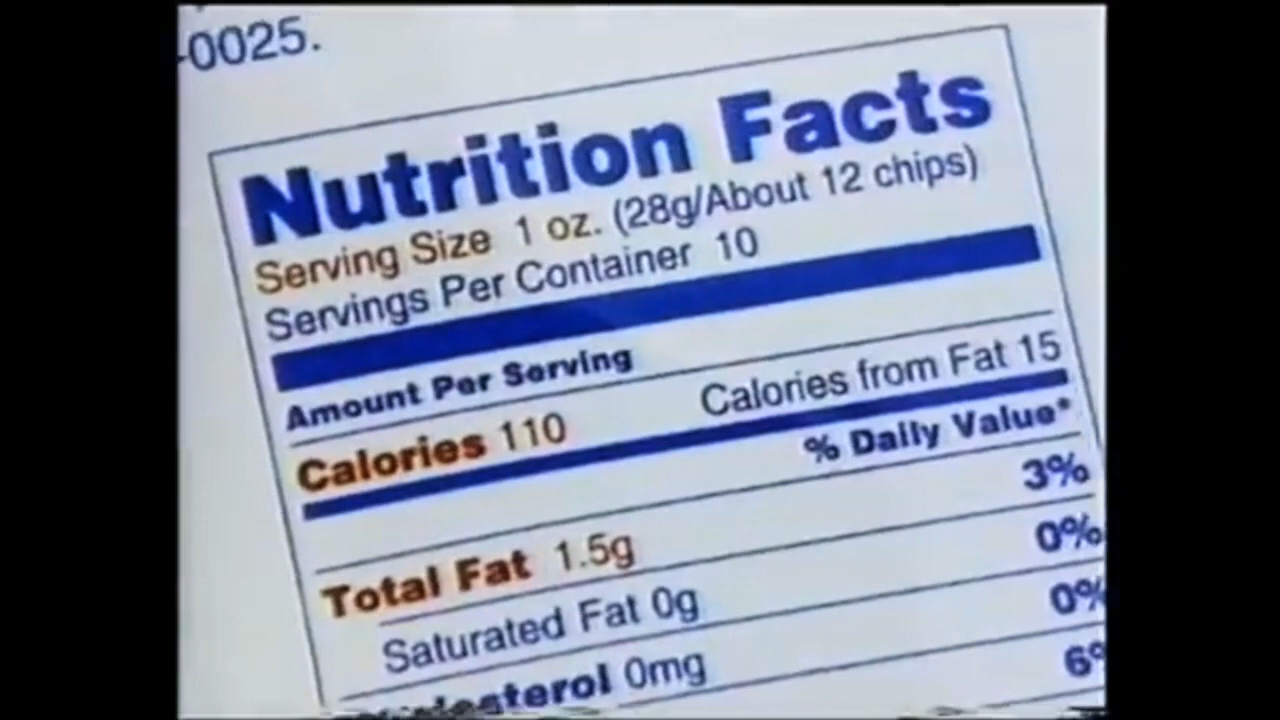 -0025.
Nutrition Facts
Serving Size 1 oz. (28g/About 12 chips)
Servings Per Container 10
Amount Per Serving
Calories 110 Calories from Fat 15
% Daily Value*
Total Fat 1.5g 3%
Saturated Fat 0g 0%
0mg 0%